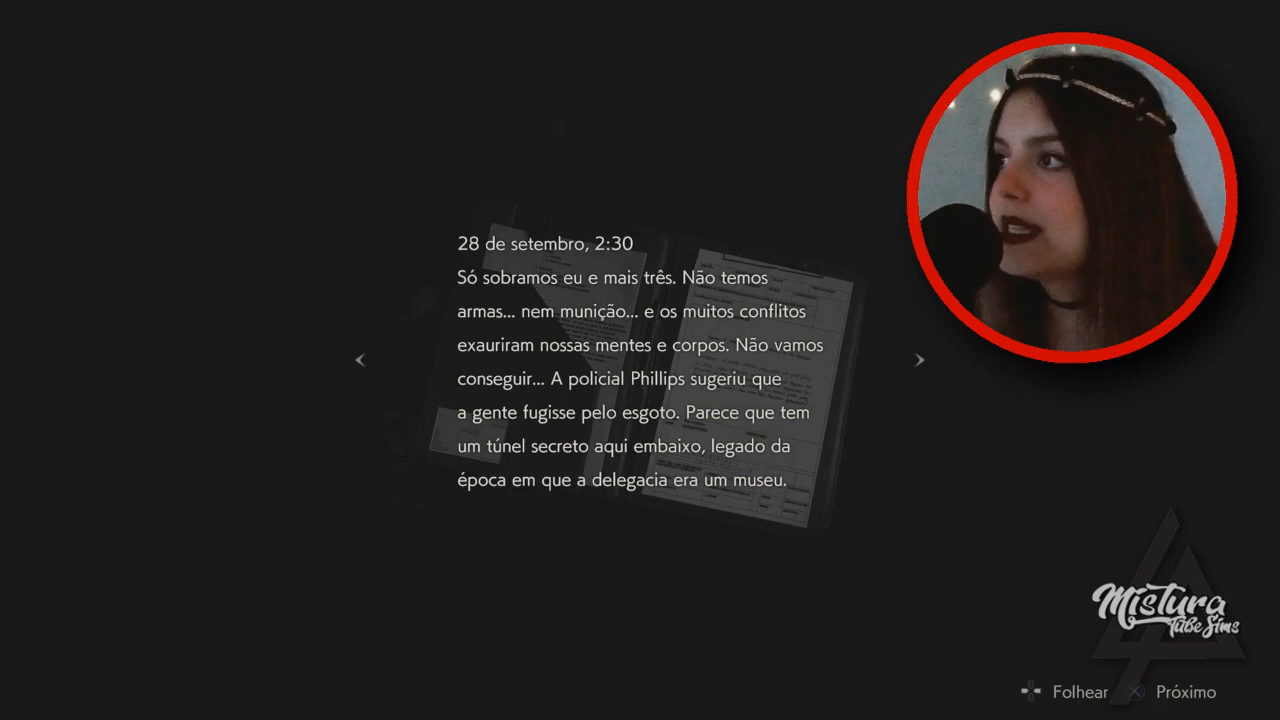 28 de setembro, 2:30
Só sobramos eu e mais três. Não temos
armas... nem munição... e os muitos conflitos
exauriram nossas mentes e corpos. Não vamos
conseguir... A policial Phillips sugeriu que
a gente fugisse pelo esgoto. Parece que tem
um túnel secreto aqui embaixo, legado da
época em que a delegacia era um museu.
Mistura
Tube Sims
Folhear
Próximo